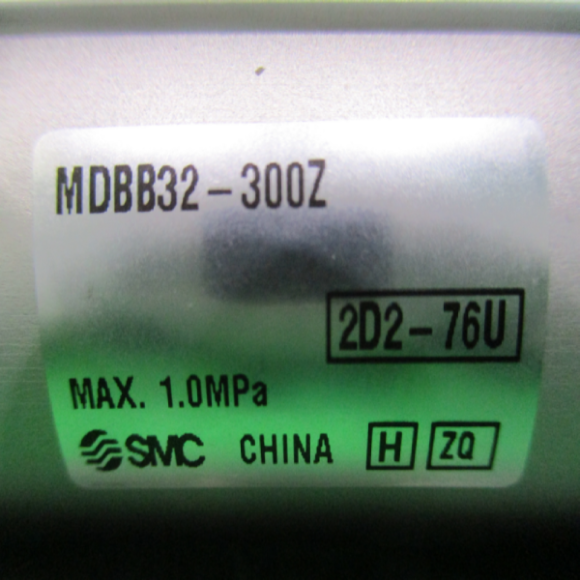 MDBB32-300Z
2D2-76U
MAX. 1.0MPa
SMC CHINA H ZQ